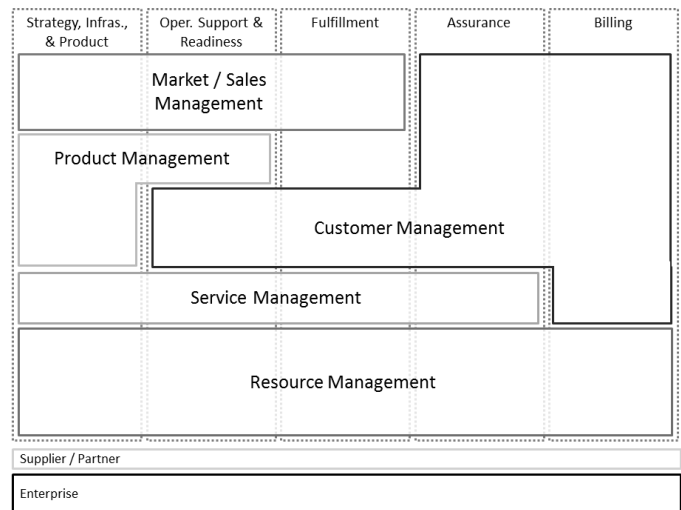 Strategy, Infras.,
& Product
Oper. Support &
Readiness
Fulfillment
Assurance
Billing
Market / Sales
Management
Product Management
Customer Management
Service Management
Resource Management
Supplier / Partner
Enterprise